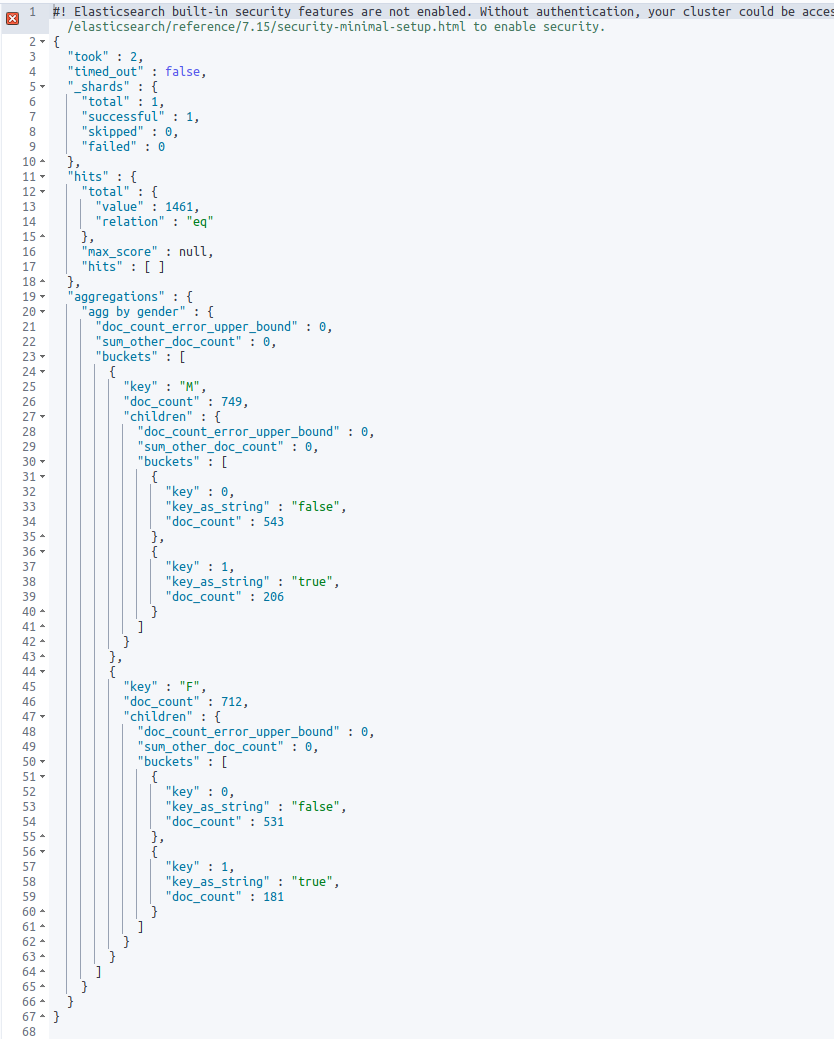 1 #! Elasticsearch built-in security features are not enabled. Without authentication, your cluster could be
/elasticsearch/reference/7.15/security-minimal-setup.html to enable security.
2 {
3 "took" : 2,
4 "timed_out" : false,
5 "_shards" : {
6 "total" : 1,
7 "successful" : 1,
8 "skipped" : 0,
9 "failed" : 0
10 },
11 "hits" : {
12 "total" : {
13 "value" : 1461,
14 "relation" : "eq"
15 },
16 "max_score" : null,
17 "hits" : [ ]
18 },
19 "aggregations" : {
20 "agg by gender" : {
21 "doc_count_error_upper_bound" : 0,
22 "sum_other_doc_count" : 0,
23 "buckets" : [
24 {
25 "key" : "M",
26 "doc_count" : 749,
27 "children" : {
28 "doc_count_error_upper_bound" : 0,
29 "sum_other_doc_count" : 0,
30 "buckets" : [
31 {
32 "key" : 0,
33 "key_as_string" : "false",
34 "doc_count" : 543
35 },
36 {
37 "key" : 1,
38 "key_as_string" : "true",
39 "doc_count" : 206
40 }
41 ]
42 }
43 },
44 {
45 "key" : "F",
46 "doc_count" : 712,
47 "children" : {
48 "doc_count_error_upper_bound" : 0,
49 "sum_other_doc_count" : 0,
50 "buckets" : [
51 {
52 "key" : 0,
53 "key_as_string" : "false",
54 "doc_count" : 531
55 },
56 {
57 "key" : 1,
58 "key_as_string" : "true",
59 "doc_count" : 181
60 }
61 ]
62 }
63 }
64 ]
65 }
66 }
67 }
68